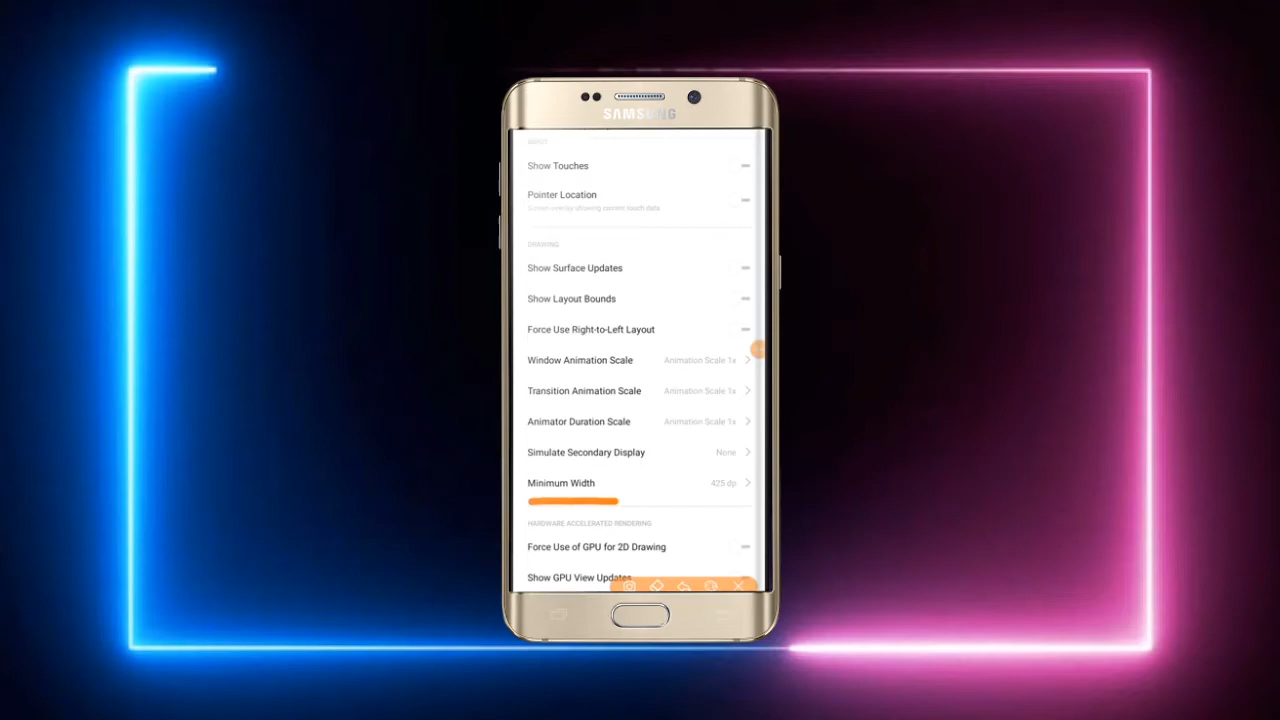 SAMSUNG
INPUT
Show Touches
Pointer Location
Screen overlay showing current touch data
DRAWING
Show Surface Updates
Show Layout Bounds
Force Use Right-to-Left Layout
Window Animation Scale Animation Scale 1x
Transition Animation Scale Animation Scale 1x
Animator Duration Scale Animation Scale 1x
Simulate Secondary Display None
Minimum Width 425 dp
HARDWARE ACCELERATED RENDERING
Force Use of GPU for 2D Drawing
Show GPU View Updates